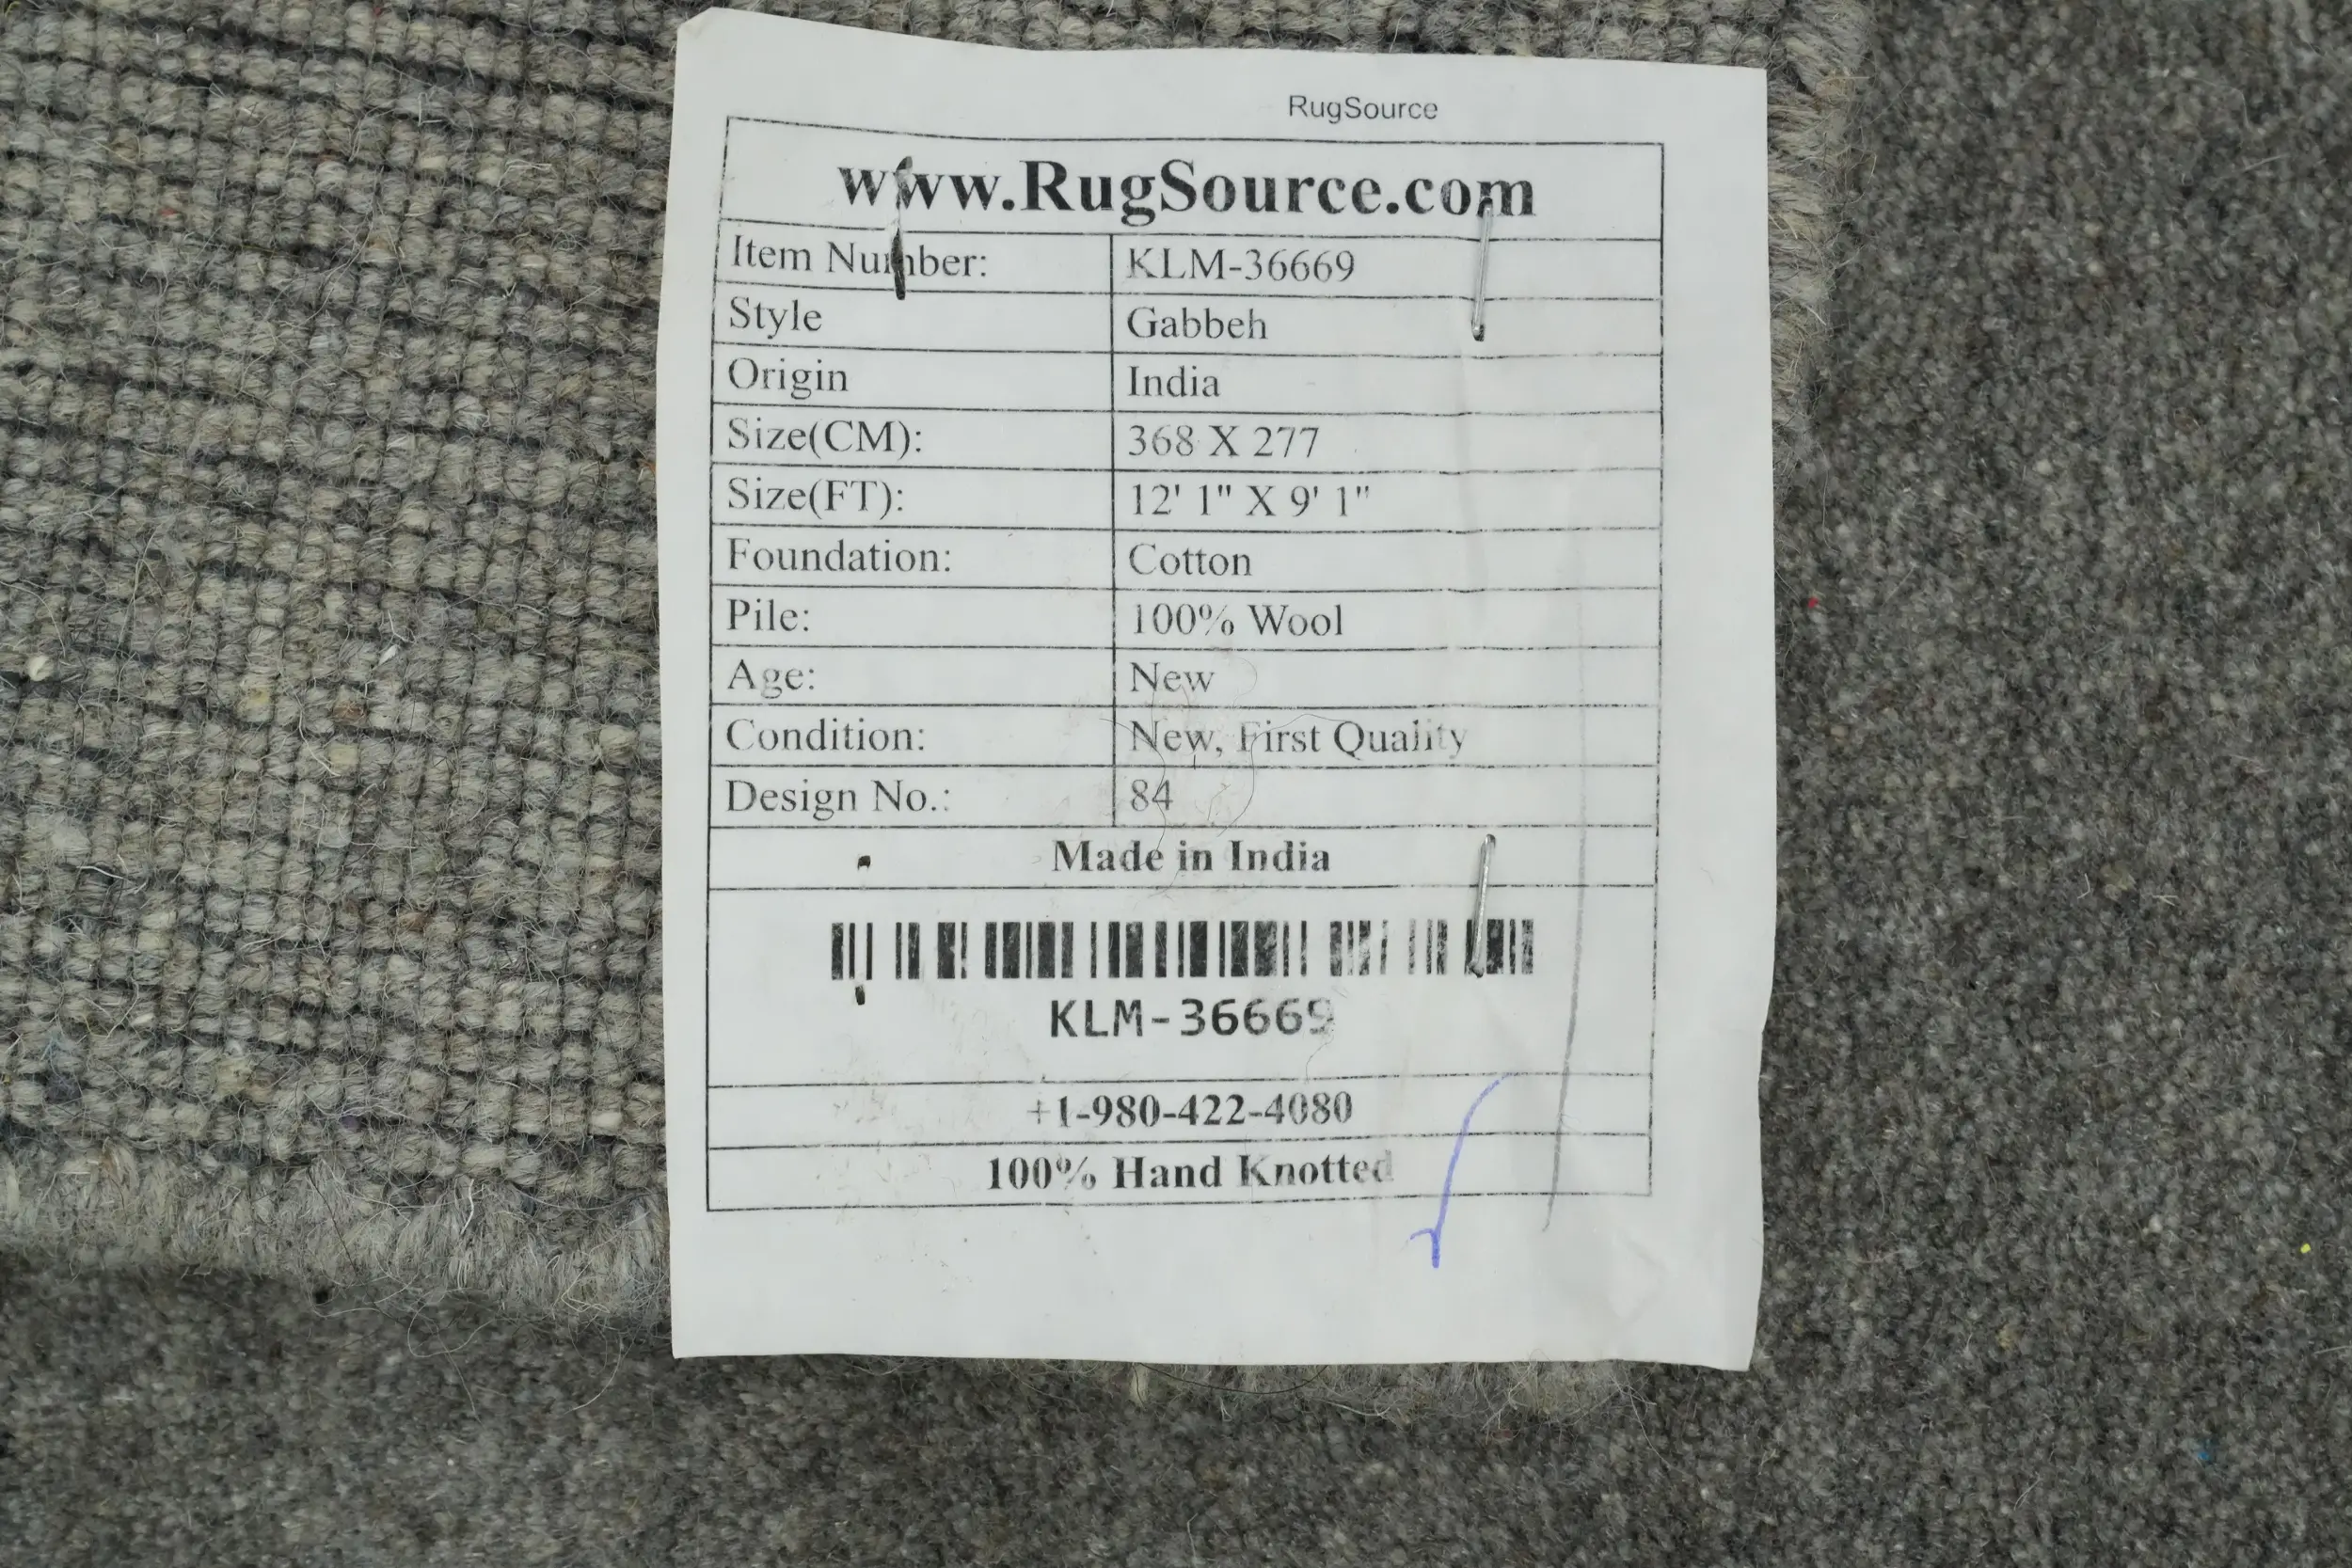 RugSource
www.RugSource.com
Item Number: KLM-36669
Style Gabbeh
Origin India
Size(CM): 368 X 277
Size(FT): 12' 1" X 9' 1"
Foundation: Cotton
Pile: 100% Wool
Age: New
Condition: New, First Quality
Design No.: 84
Made in India
KLM-36669
+1-980-422-4080
100% Hand Knotted